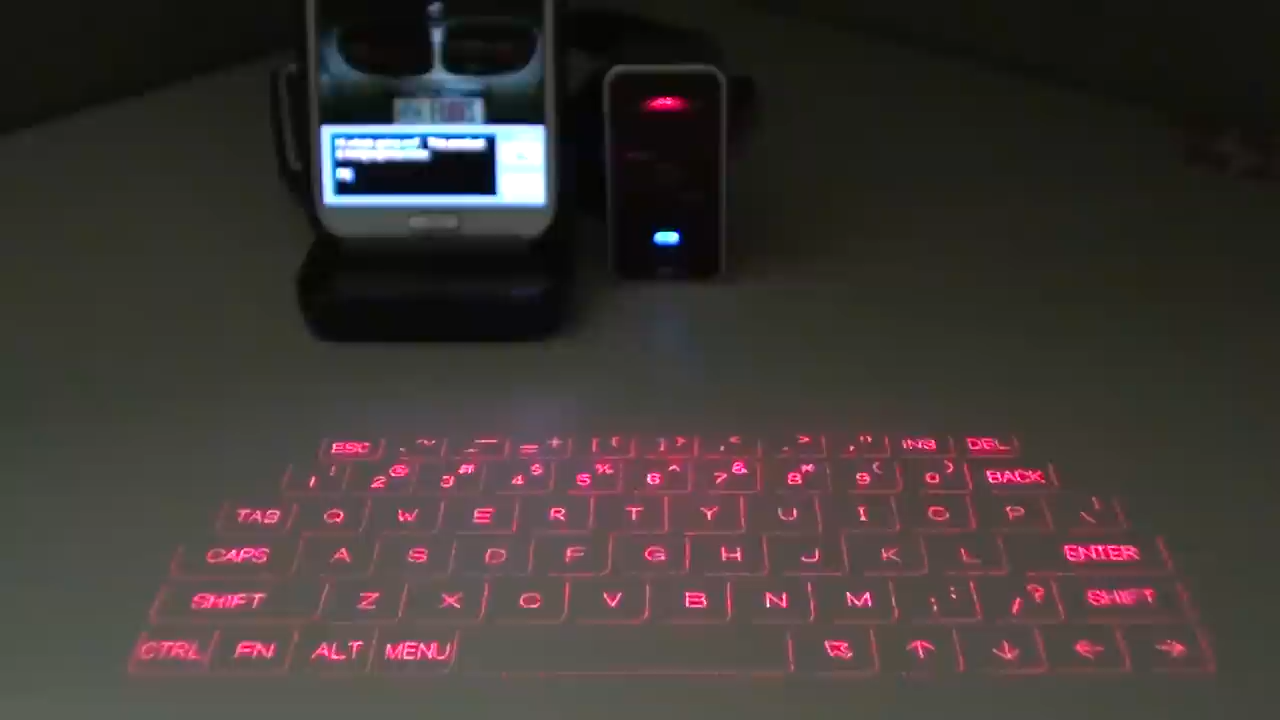 ESC ` ~ - _ = + [ { ] } , < . > ' " INS DEL
1 ! 2 @ 3 # 4 $ 5 % 6 ^ 7 & 8 * 9 ( 0 ) BACK
TAB Q W E R T Y U I O P \ |
CAPS A S D F G H J K L ENTER
SHIFT Z X C V B N M ; : / ? SHIFT
CTRL FN ALT MENU ↑ ↓ ← →